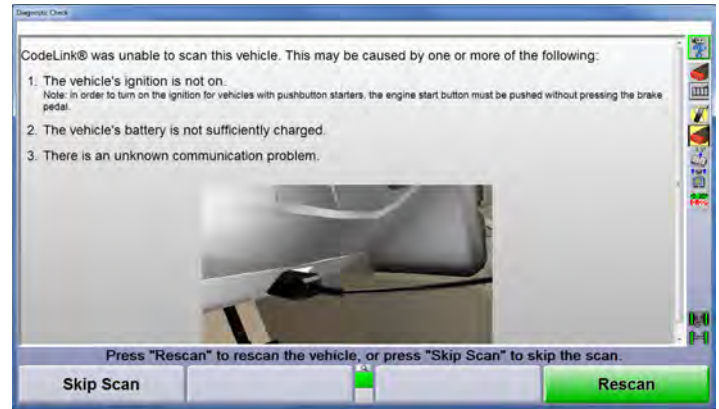 Diagnostic Check
CodeLink® was unable to scan this vehicle. This may be caused by one or more of the following:
1. The vehicle's ignition is not on.
Note: in order to turn on the ignition for vehicles with pushbutton starters, the engine start button must be pushed without pressing the brake
pedal.
2. The vehicle's battery is not sufficiently charged.
3. There is an unknown communication problem.
Press "Rescan" to rescan the vehicle, or press "Skip Scan" to skip the scan.
Skip Scan
Rescan